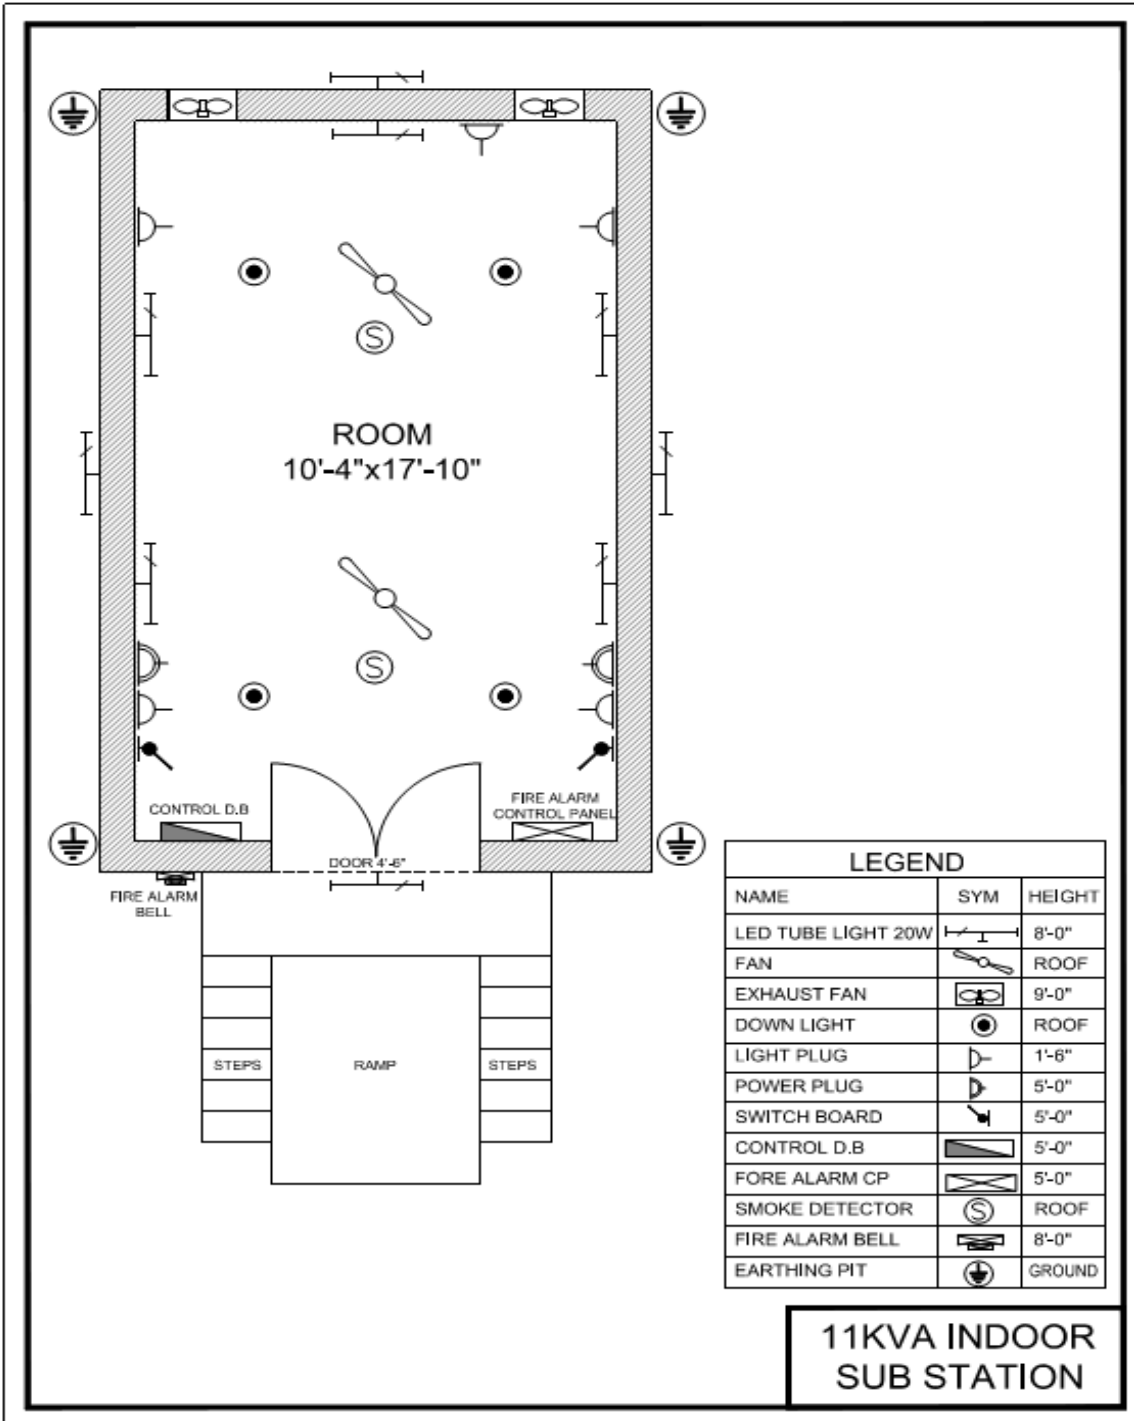 ROOM
10'-4"x17'-10"
CONTROL D.B
FIRE ALARM
CONTROL PANEL
DOOR 4'-6"
FIRE ALARM
BELL
STEPS
RAMP
STEPS
S
S
LEGEND
NAME SYM HEIGHT
LED TUBE LIGHT 20W 8'-0"
FAN ROOF
EXHAUST FAN 9'-0"
DOWN LIGHT ROOF
LIGHT PLUG 1'-6"
POWER PLUG 5'-0"
SWITCH BOARD 5'-0"
CONTROL D.B 5'-0"
FORE ALARM CP 5'-0"
SMOKE DETECTOR S ROOF
FIRE ALARM BELL 8'-0"
EARTHING PIT GROUND
11KVA INDOOR
SUB STATION